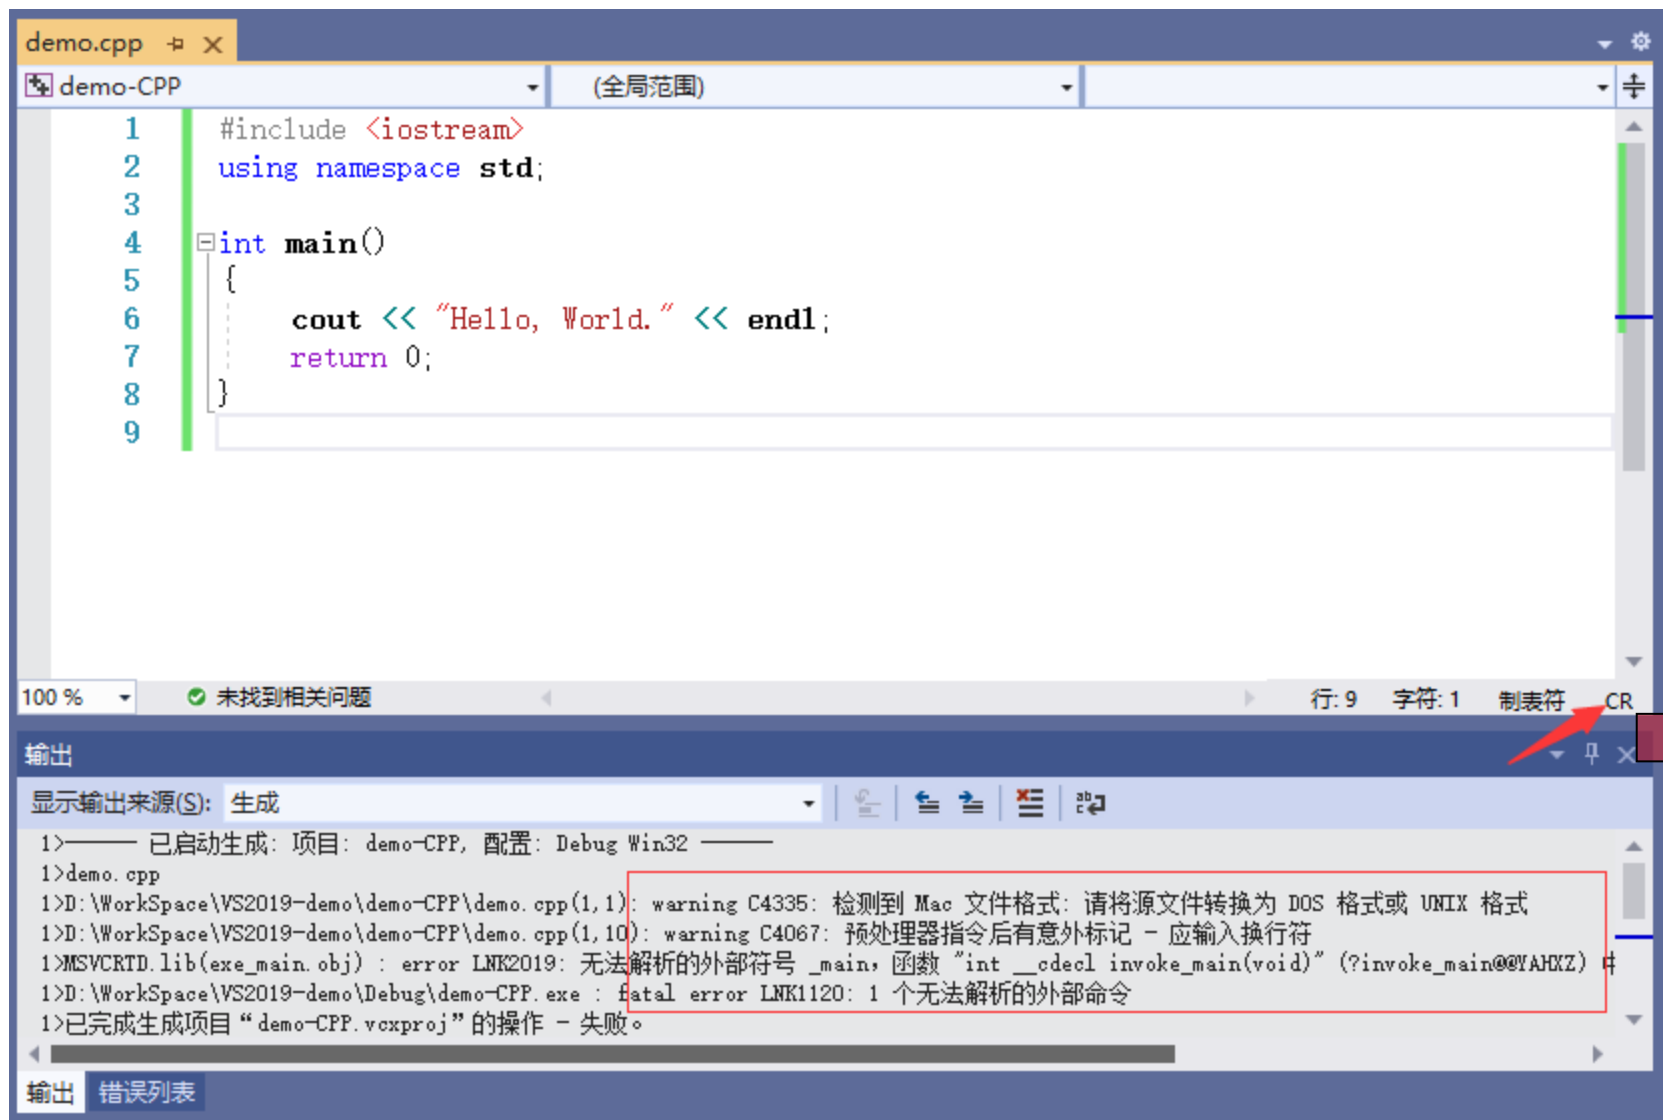 demo.cpp
demo-CPP (全局范围)
1 #include <iostream>
2 using namespace std;
3
4 int main()
5 {
6 cout << "Hello, World." << endl;
7 return 0;
8 }
9
100 % 未找到相关问题 行: 9 字符: 1 制表符 CR
输出
显示输出来源(S): 生成
1>------ 已启动生成: 项目: demo-CPP, 配置: Debug Win32 ------
1>demo.cpp
1>D:\WorkSpace\VS2019-demo\demo-CPP\demo.cpp(1,1): warning C4335: 检测到 Mac 文件格式: 请将源文件转换为 DOS 格式或 UNIX 格式
1>D:\WorkSpace\VS2019-demo\demo-CPP\demo.cpp(1,10): warning C4067: 预处理器指令后有意外标记 - 应输入换行符
1>MSVCRTD.lib(exe_main.obj) : error LNK2019: 无法解析的外部符号 _main，函数 "int __cdecl invoke_main(void)" (?invoke_main@@YAHXZ)
1>D:\WorkSpace\VS2019-demo\Debug\demo-CPP.exe : fatal error LNK1120: 1 个无法解析的外部命令
1>已完成生成项目“demo-CPP.vcxproj”的操作 - 失败。
输出 错误列表